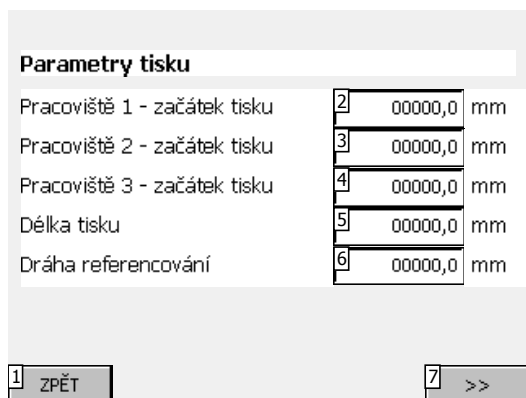 Parametry tisku
Pracoviště 1 - začátek tisku 2 00000,0 mm
Pracoviště 2 - začátek tisku 3 00000,0 mm
Pracoviště 3 - začátek tisku 4 00000,0 mm
Délka tisku 5 00000,0 mm
Dráha referencování 6 00000,0 mm
1 ZPĚT 7 >>